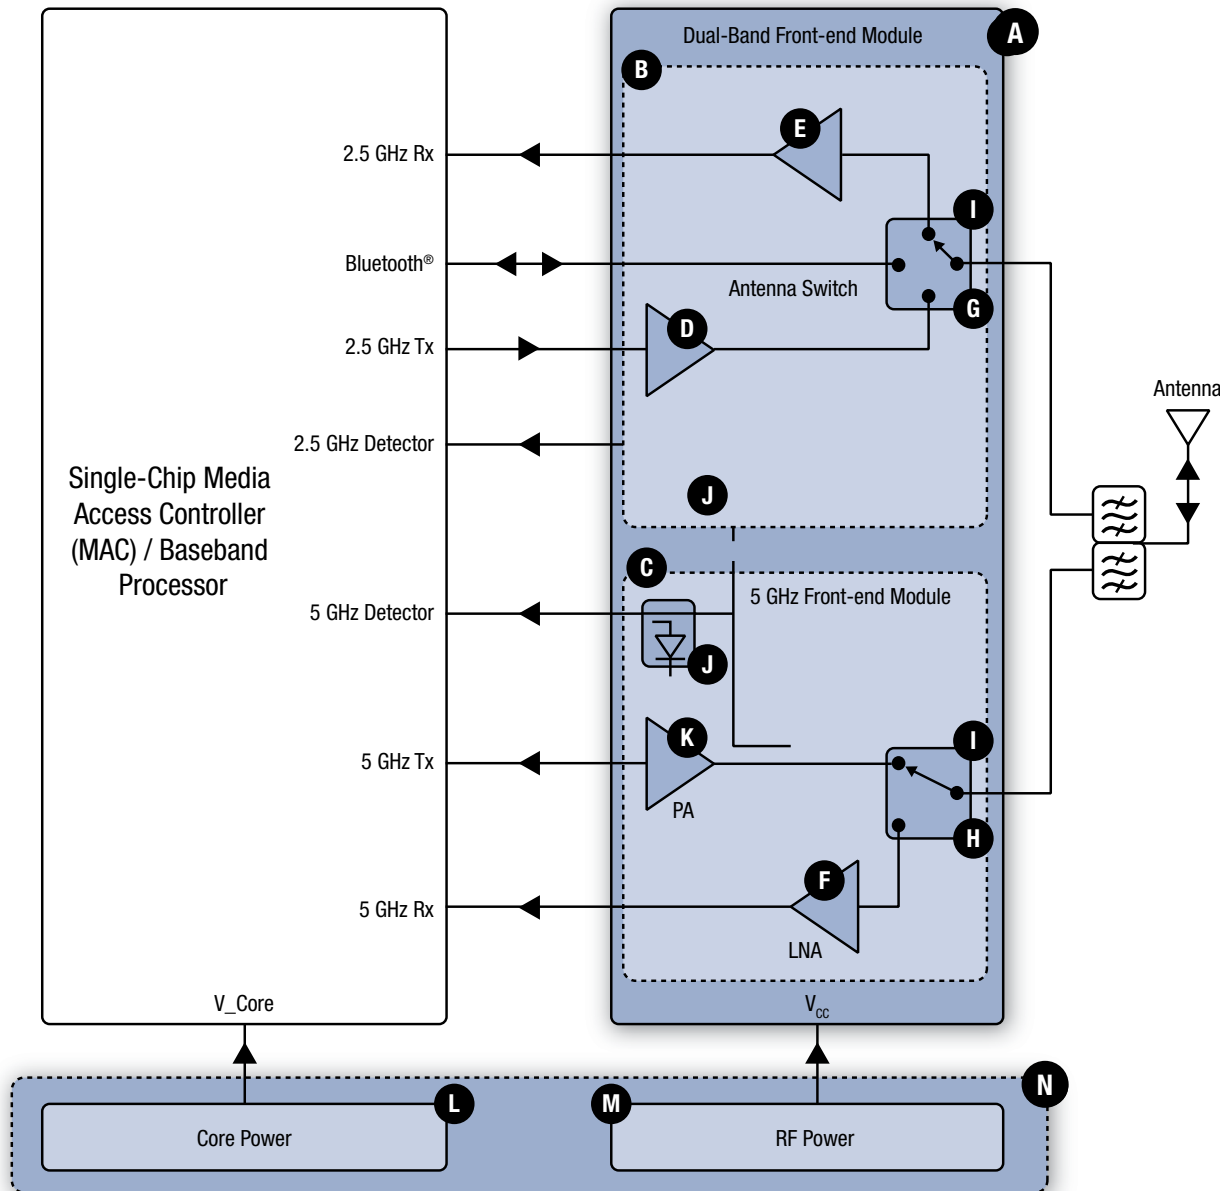 Dual-Band Front-end Module
A
B
E
2.5 GHz Rx
I
Bluetooth®
Antenna Switch
G
D
2.5 GHz Tx
Antenna
2.5 GHz Detector
Single-Chip Media
Access Controller
(MAC) / Baseband
Processor
J
C
5 GHz Front-end Module
5 GHz Detector
J
K
I
5 GHz Tx
PA
H
F
5 GHz Rx
LNA
V_Core
Vcc
N
L
M
Core Power
RF Power